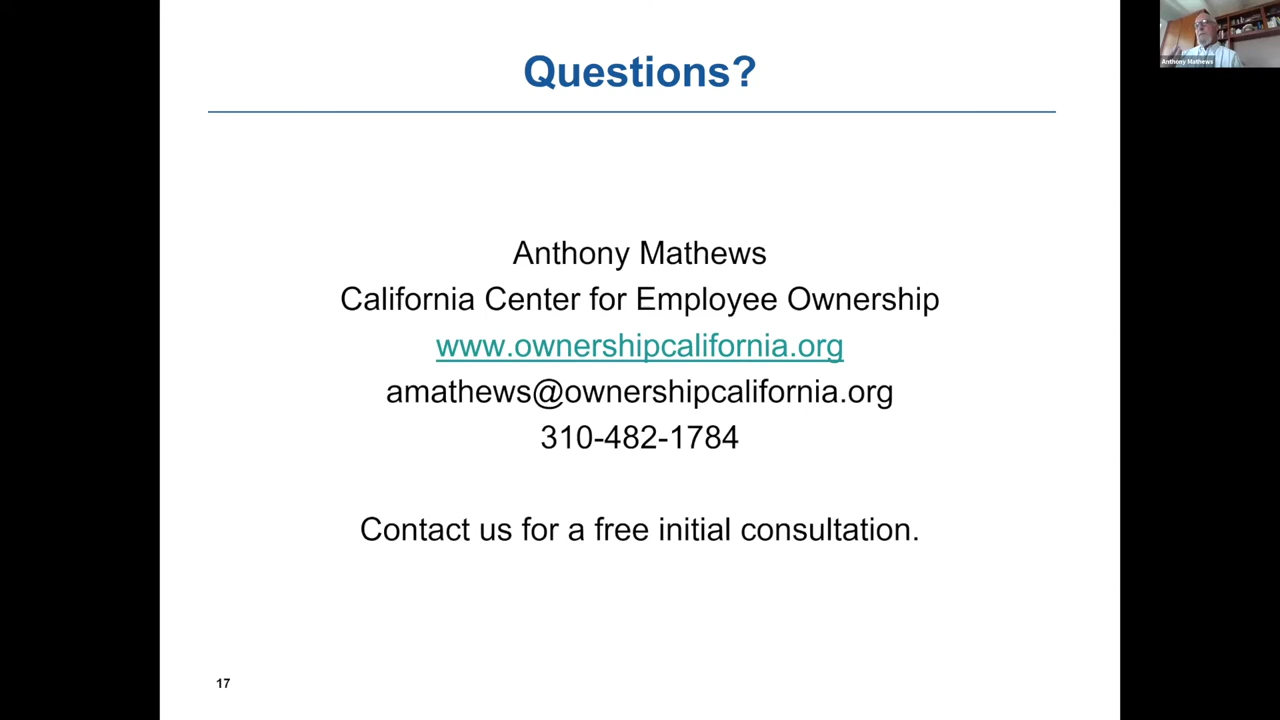 Questions?
Anthony Mathews
Anthony Mathews
California Center for Employee Ownership
www.ownershipcalifornia.org
amathews@ownershipcalifornia.org
310-482-1784
Contact us for a free initial consultation.
17